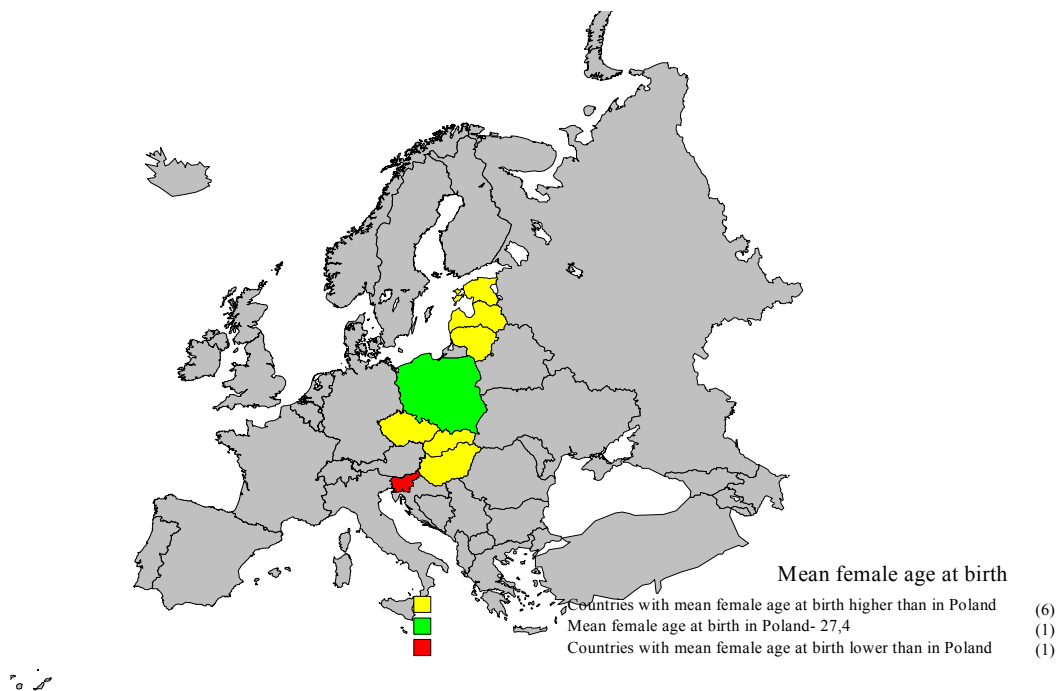 Mean female age at birth
Countries with mean female age at birth higher than in Poland (6)
Mean female age at birth in Poland- 27,4 (1)
Countries with mean female age at birth lower than in Poland (1)